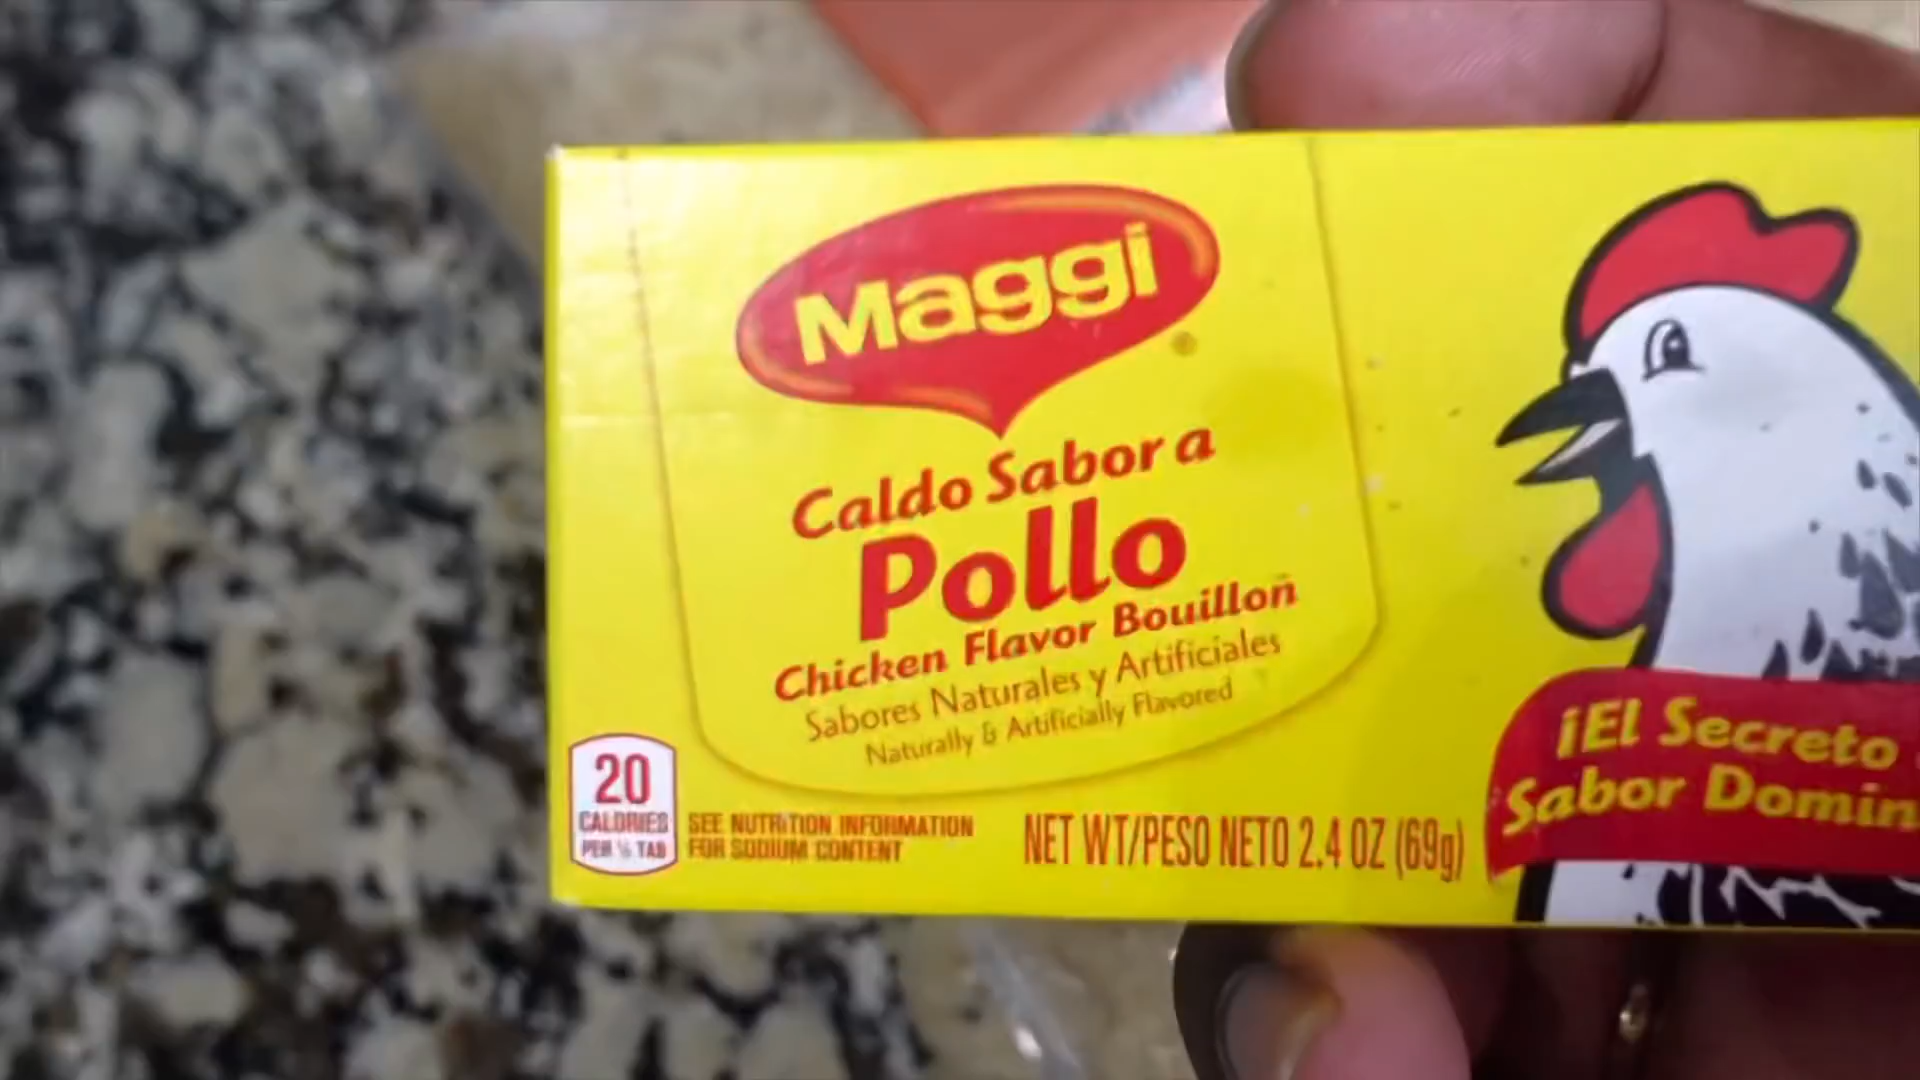 Maggi
Caldo Sabor a
Pollo
Chicken Flavor Bouillon
Sabores Naturales y Artificiales
Naturally & Artificially Flavored
20
CALORIES
PER ½ TAB
SEE NUTRITION INFORMATION
FOR SODIUM CONTENT
NET WT/PESO NETO 2.4 OZ (69g)
¡El Secreto
Sabor Domin